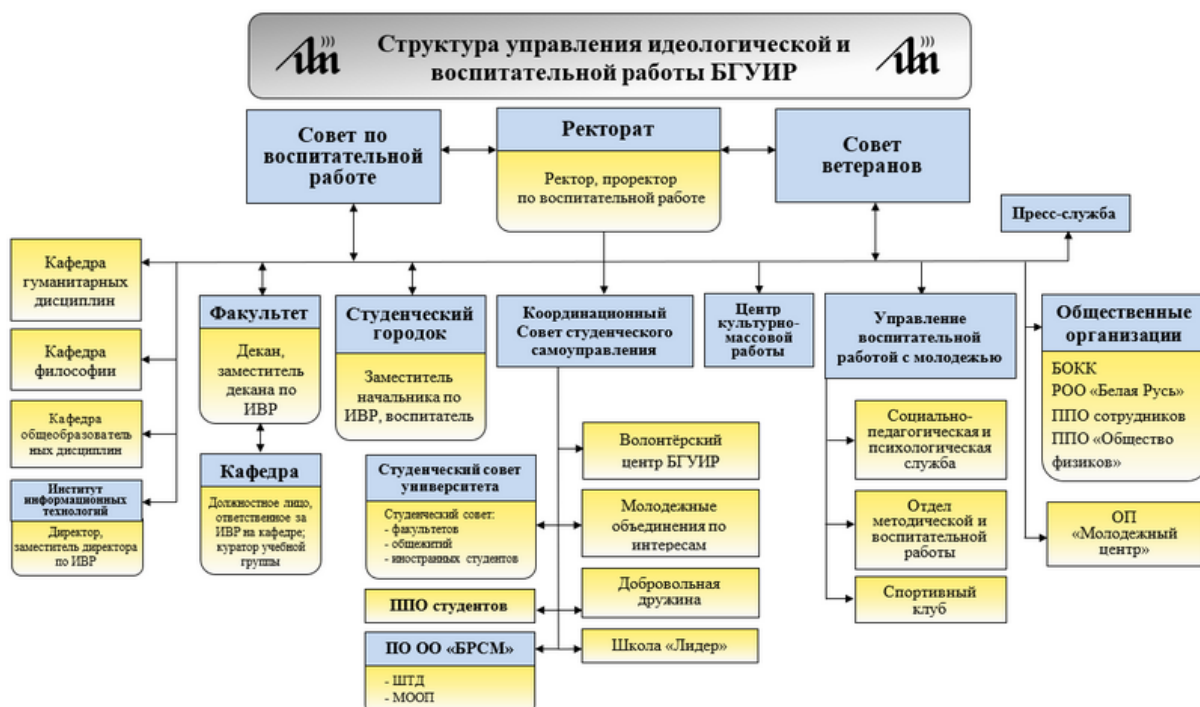 Структура управления идеологической и
воспитательной работы БГУИР
Совет по
воспитательной
работе
Ректорат
Ректор, проректор
по воспитательной работе
Совет
ветеранов
Пресс-служба
Кафедра
гуманитарных
дисциплин
Кафедра
философии
Кафедра
общеобразователь
ных дисциплин
Институт
информационных
технологий
Директор,
заместитель директора
по ИВР
Факультет
Декан,
заместитель
декана по
ИВР
Кафедра
Должностное лицо,
ответственное за
ИВР на кафедре;
куратор учебной
группы
Студенческий
городок
Заместитель
начальника по
ИВР, воспитатель
Координационный
Совет студенческого
самоуправления
Студенческий совет
университета
Студенческий совет:
- факультетов
- общежитий
- иностранных студентов
ППО студентов
ПО ОО «БРСМ»
- ШТД
- МООП
Волонтёрский
центр БГУИР
Молодежные
объединения по
интересам
Добровольная
дружина
Школа «Лидер»
Центр
культурно-
массовой
работы
Управление
воспитательной
работой с молодежью
Социально-
педагогическая и
психологическая
служба
Отдел
методической и
воспитательной
работы
Спортивный
клуб
Общественные
организации
БОКК
РОО «Белая Русь»
ППО сотрудников
ППО «Общество
физиков»
ОП
«Молодежный
центр»